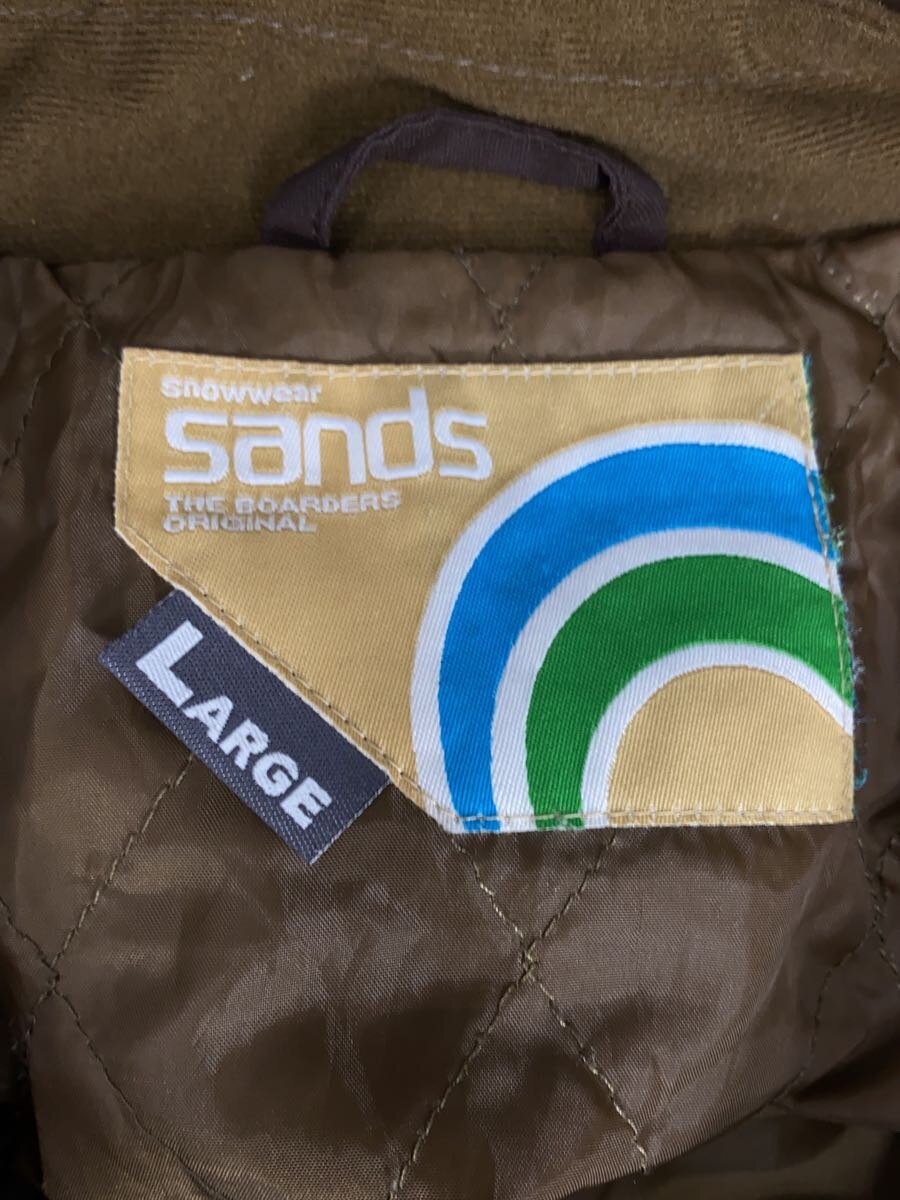 snowwear
sands
THE BOARDERS
ORIGINAL
LARGE